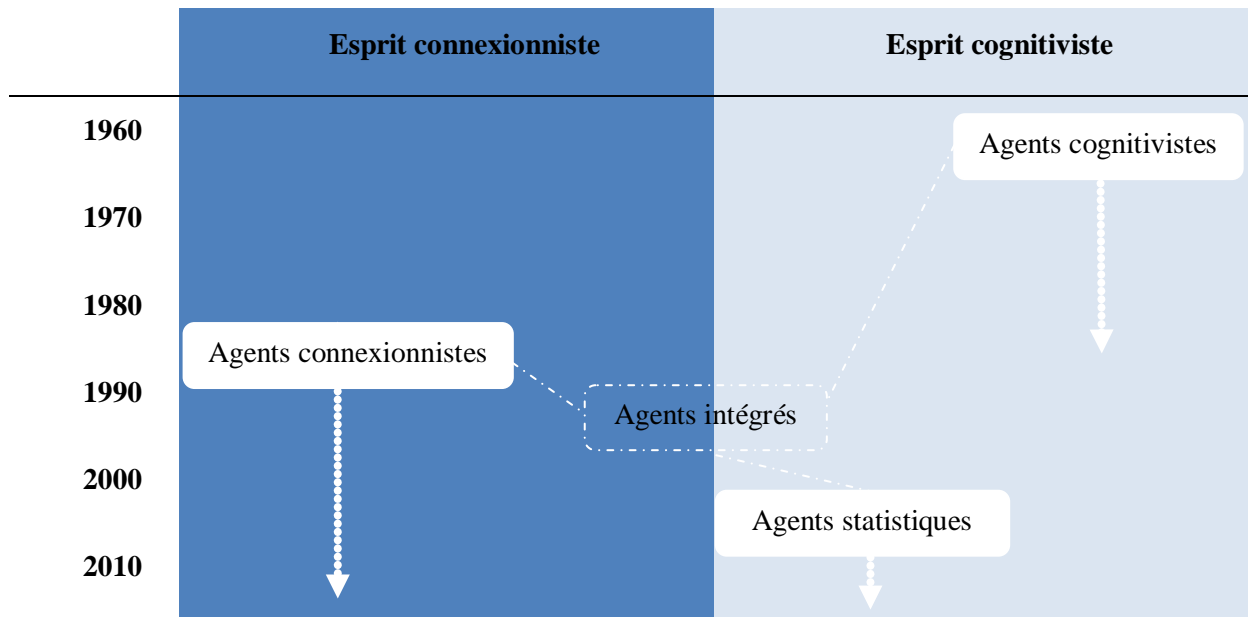 Esprit connexionniste
Esprit cognitiviste
1960
Agents cognitivistes
1970
1980
Agents connexionnistes
1990
Agents intégrés
2000
Agents statistiques
2010